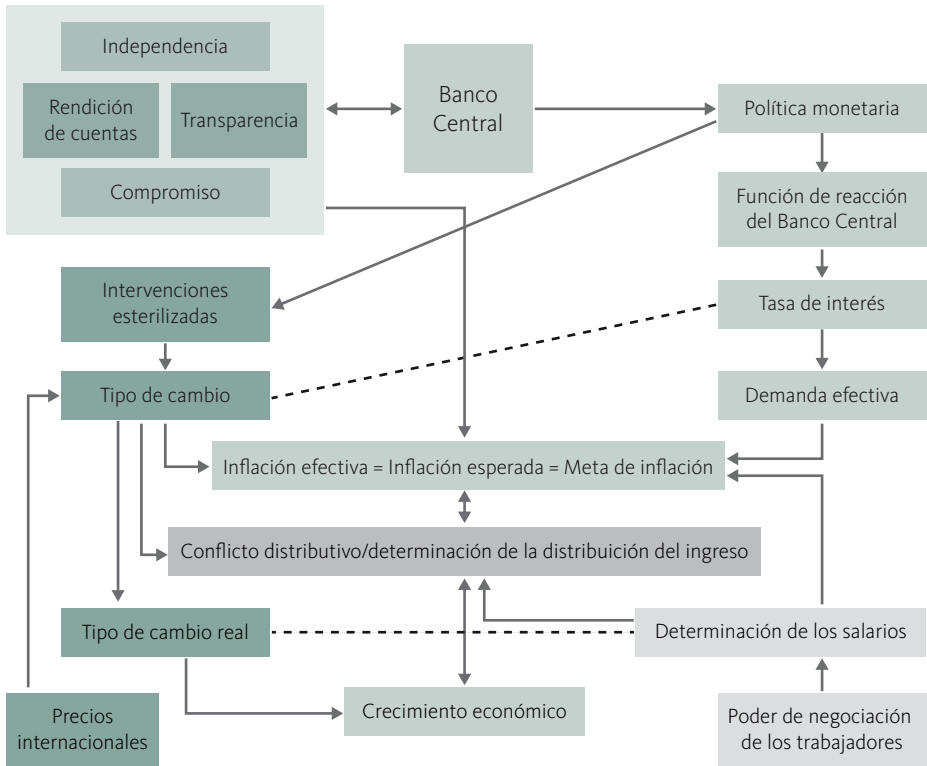 Independencia
Rendición
de cuentas
Transparencia
Compromiso
Banco
Central
Política monetaria
Función de reacción
del Banco Central
Intervenciones
esterilizadas
Tasa de interés
Tipo de cambio
Demanda efectiva
Inflación efectiva = Inflación esperada = Meta de inflación
Conflicto distributivo/determinación de la distribuición del ingreso
Tipo de cambio real
Determinación de los salarios
Crecimiento económico
Precios
internacionales
Poder de negociación
de los trabajadores